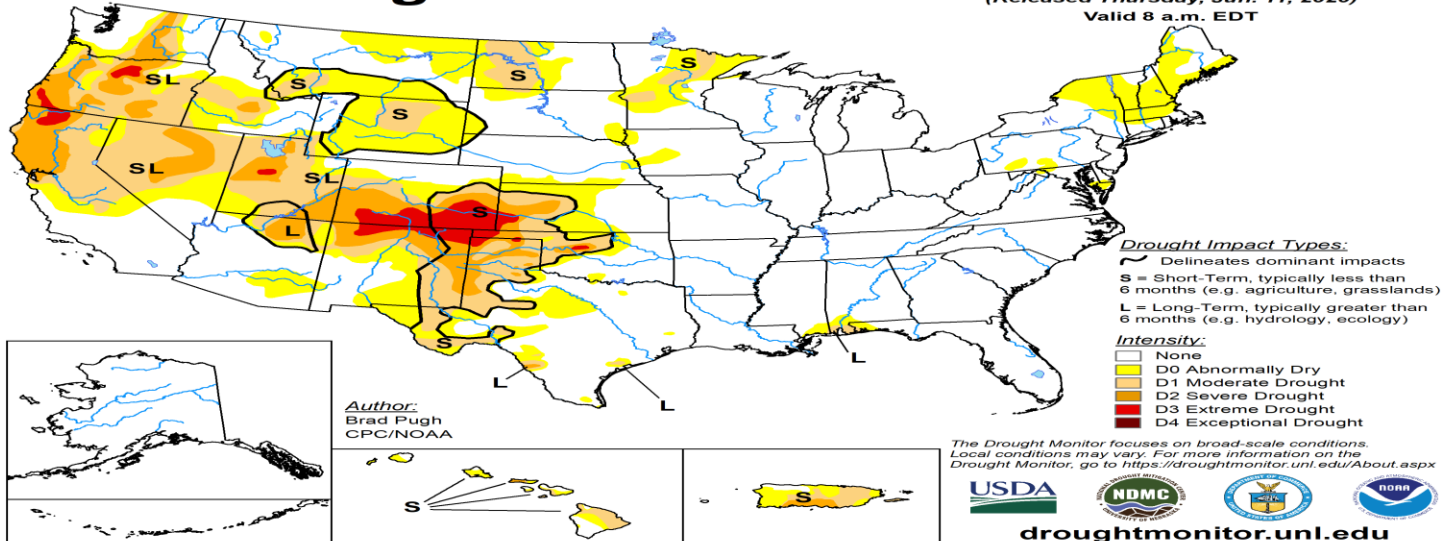 Valid 8 a.m. EDT
S L
S
S
S
S
S L
S L
S
L
S
L
L
L
Drought Impact Types:
Delineates dominant impacts
S = Short-Term, typically less than
6 months (e.g. agriculture, grasslands)
L = Long-Term, typically greater than
6 months (e.g. hydrology, ecology)
Intensity:
None
D0 Abnormally Dry
D1 Moderate Drought
D2 Severe Drought
D3 Extreme Drought
D4 Exceptional Drought
Author:
Brad Pugh
CPC/NOAA
S
S
The Drought Monitor focuses on broad-scale conditions.
Local conditions may vary. For more information on the
Drought Monitor, go to https://droughtmonitor.unl.edu/About.aspx
USDA
NDMC
NOAA
droughtmonitor.unl.edu